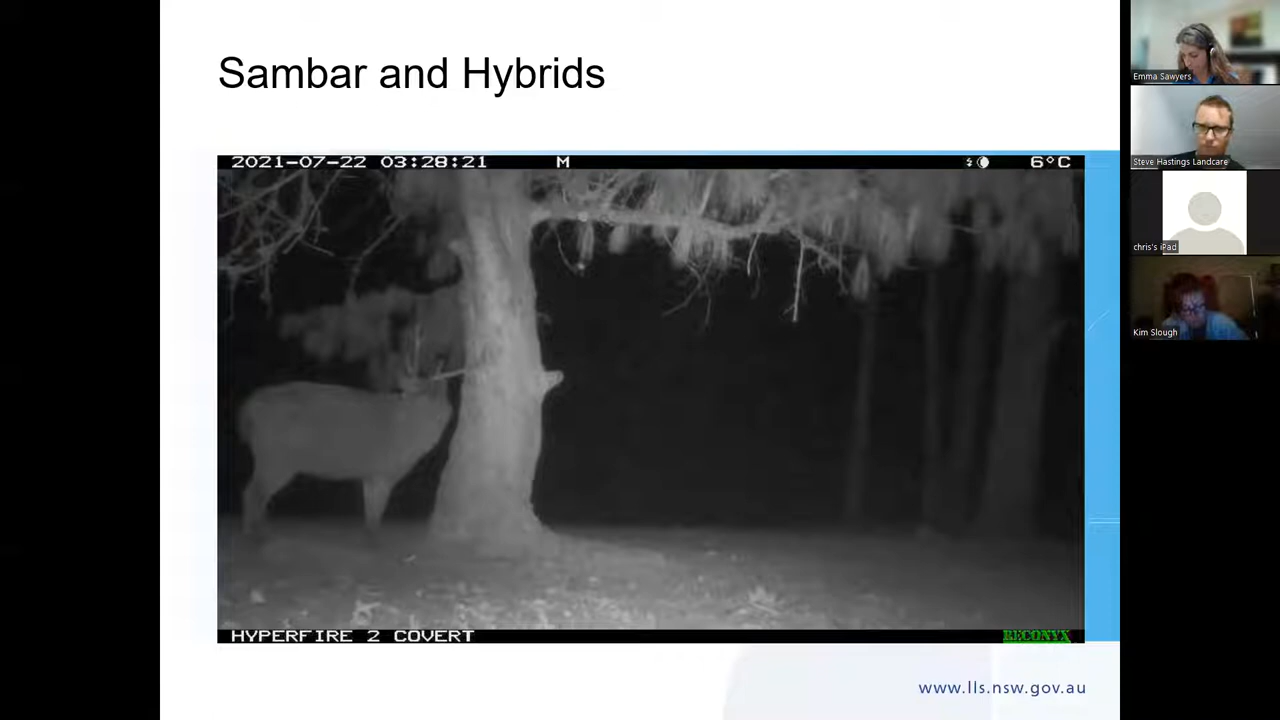 Sambar and Hybrids
2021-07-22 03:28:21 M 6°C
HYPERFIRE 2 COVERT RECONYX
www.lls.nsw.gov.au
Emma Sawyers
Steve Hastings Landcare
chris's iPad
Kim Slough